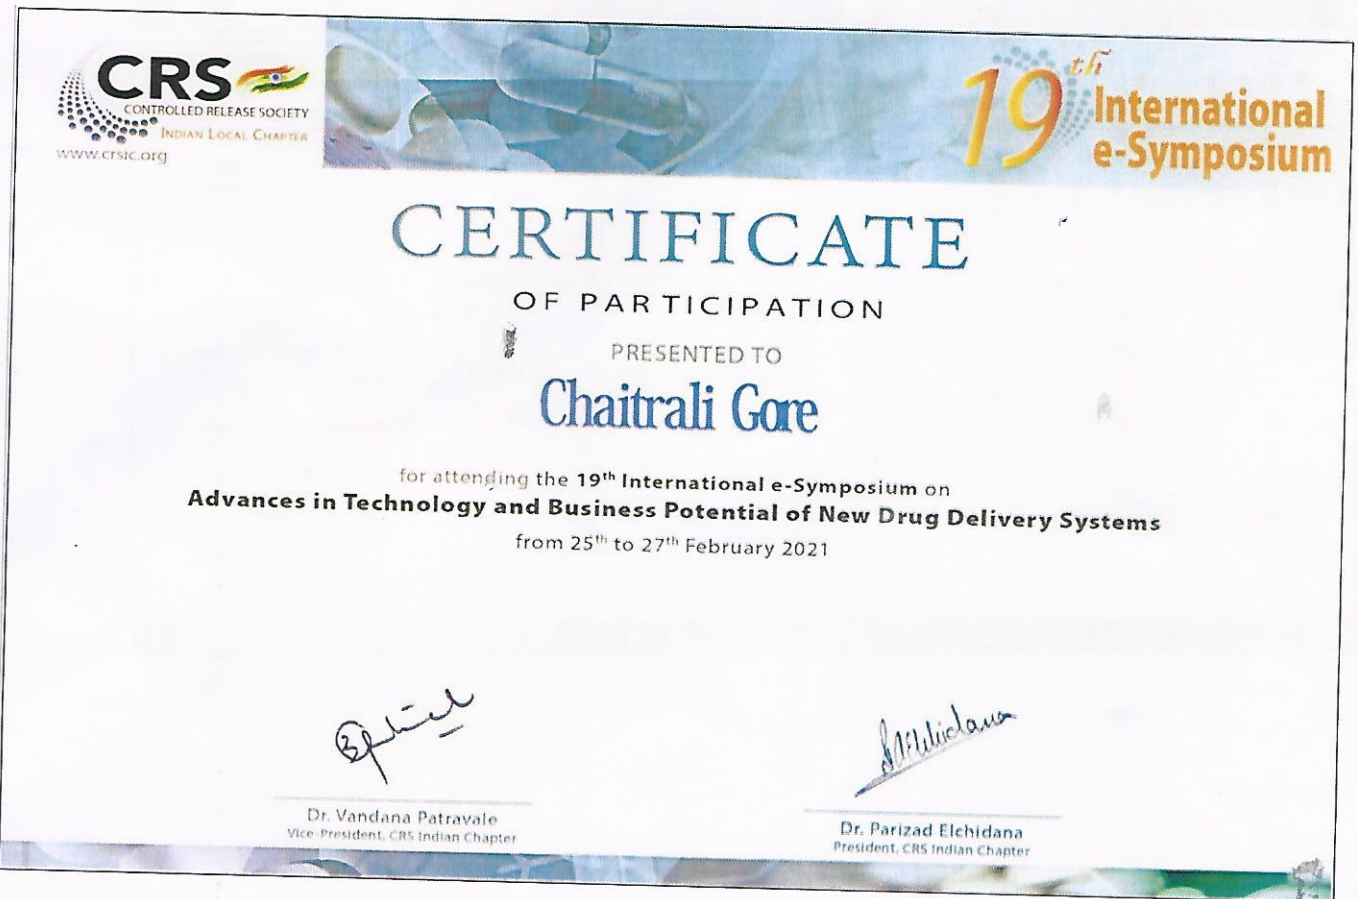 CRS
CONTROLLED RELEASE SOCIETY
INDIAN LOCAL CHAPTER
www.crsic.org
19th
International
e-Symposium
CERTIFICATE
OF PARTICIPATION
PRESENTED TO
Chaitrali Gore
for attending the 19th International e-Symposium on
Advances in Technology and Business Potential of New Drug Delivery Systems
from 25th to 27th February 2021
Dr. Vandana Patravale
Vice-President, CRS Indian Chapter
Dr. Parizad Elchidana
President, CRS Indian Chapter